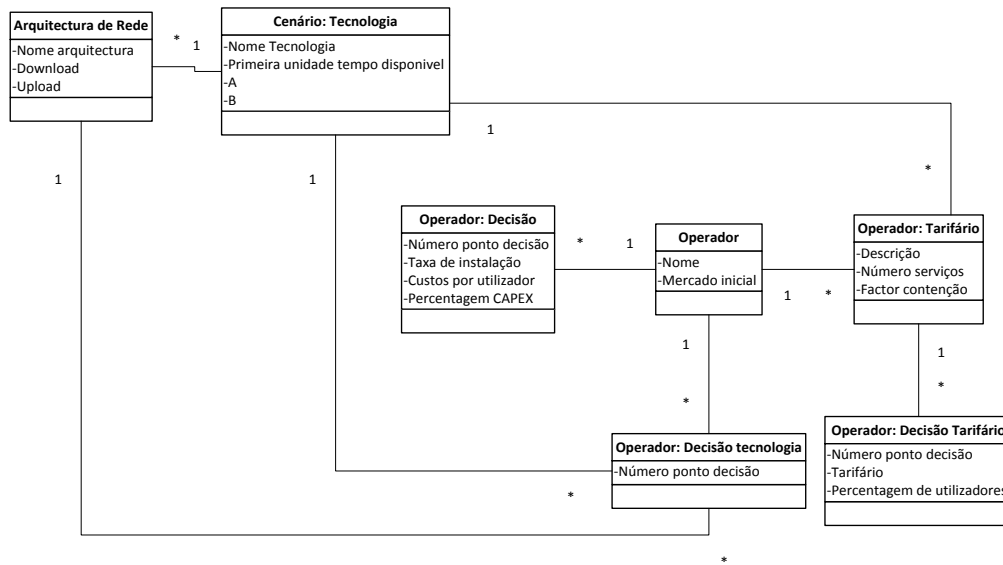 Arquitectura de Rede
-Nome arquitectura
-Download
-Upload
*
1
Cenário: Tecnologia
-Nome Tecnologia
-Primeira unidade tempo disponivel
-A
-B
1
1
1
*
Operador: Decisão
-Número ponto decisão
-Taxa de instalação
-Custos por utilizador
-Percentagem CAPEX
*
1
Operador
-Nome
-Mercado inicial
1
*
Operador: Tarifário
-Descrição
-Número serviços
-Factor contenção
1
*
1
*
Operador: Decisão tecnologia
-Número ponto decisão
*
*
Operador: Decisão Tarifário
-Número ponto decisão
-Tarifário
-Percentagem de utilizadores